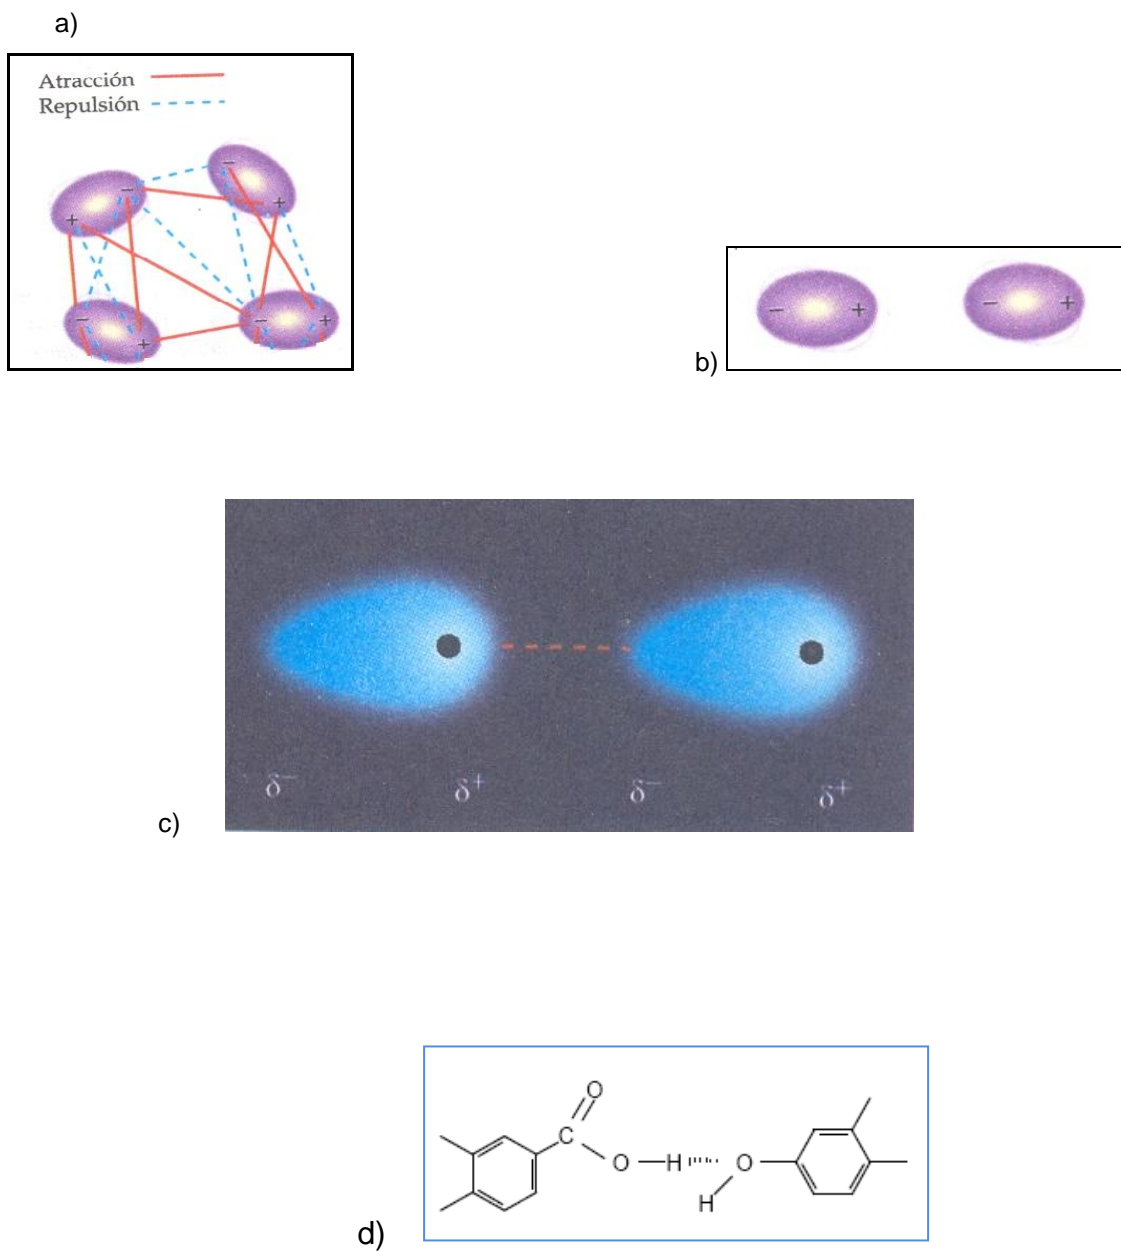 a)
Atracción
Repulsión
− + − +
− + − +
b)
− + − +
c)
δ− δ+ δ− δ+
d)
O
C
O H O
H